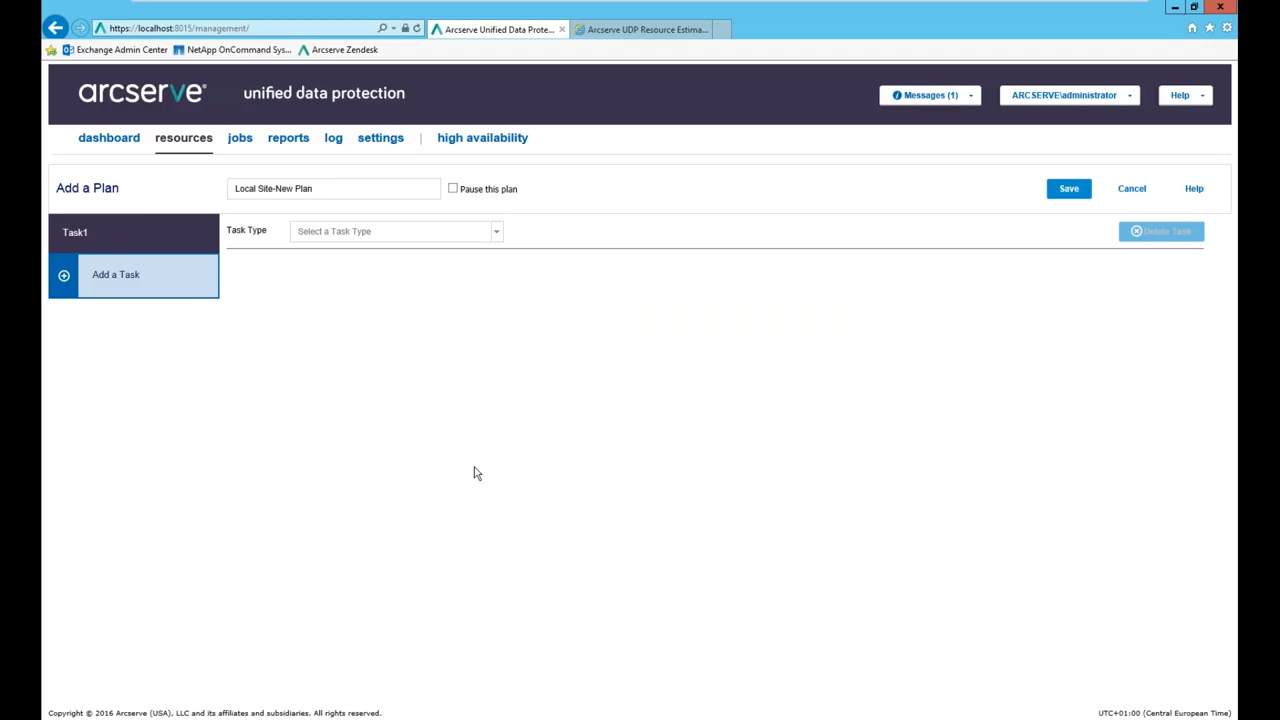 https://localhost:8015/management/
Arcserve Unified Data Prote...
Arcserve UDP Resource Estima...
Exchange Admin Center
NetApp OnCommand Sys...
Arcserve Zendesk
arcserve®
unified data protection
Messages (1)
ARCSERVE\administrator
Help
dashboard
resources
jobs
reports
log
settings
|
high availability
Add a Plan
Local Site-New Plan
Pause this plan
Save
Cancel
Help
Task1
Task Type
Select a Task Type
Delete Task
Add a Task
Copyright © 2016 Arcserve (USA), LLC and its affiliates and subsidiaries. All rights reserved.
UTC+01:00 (Central European Time)